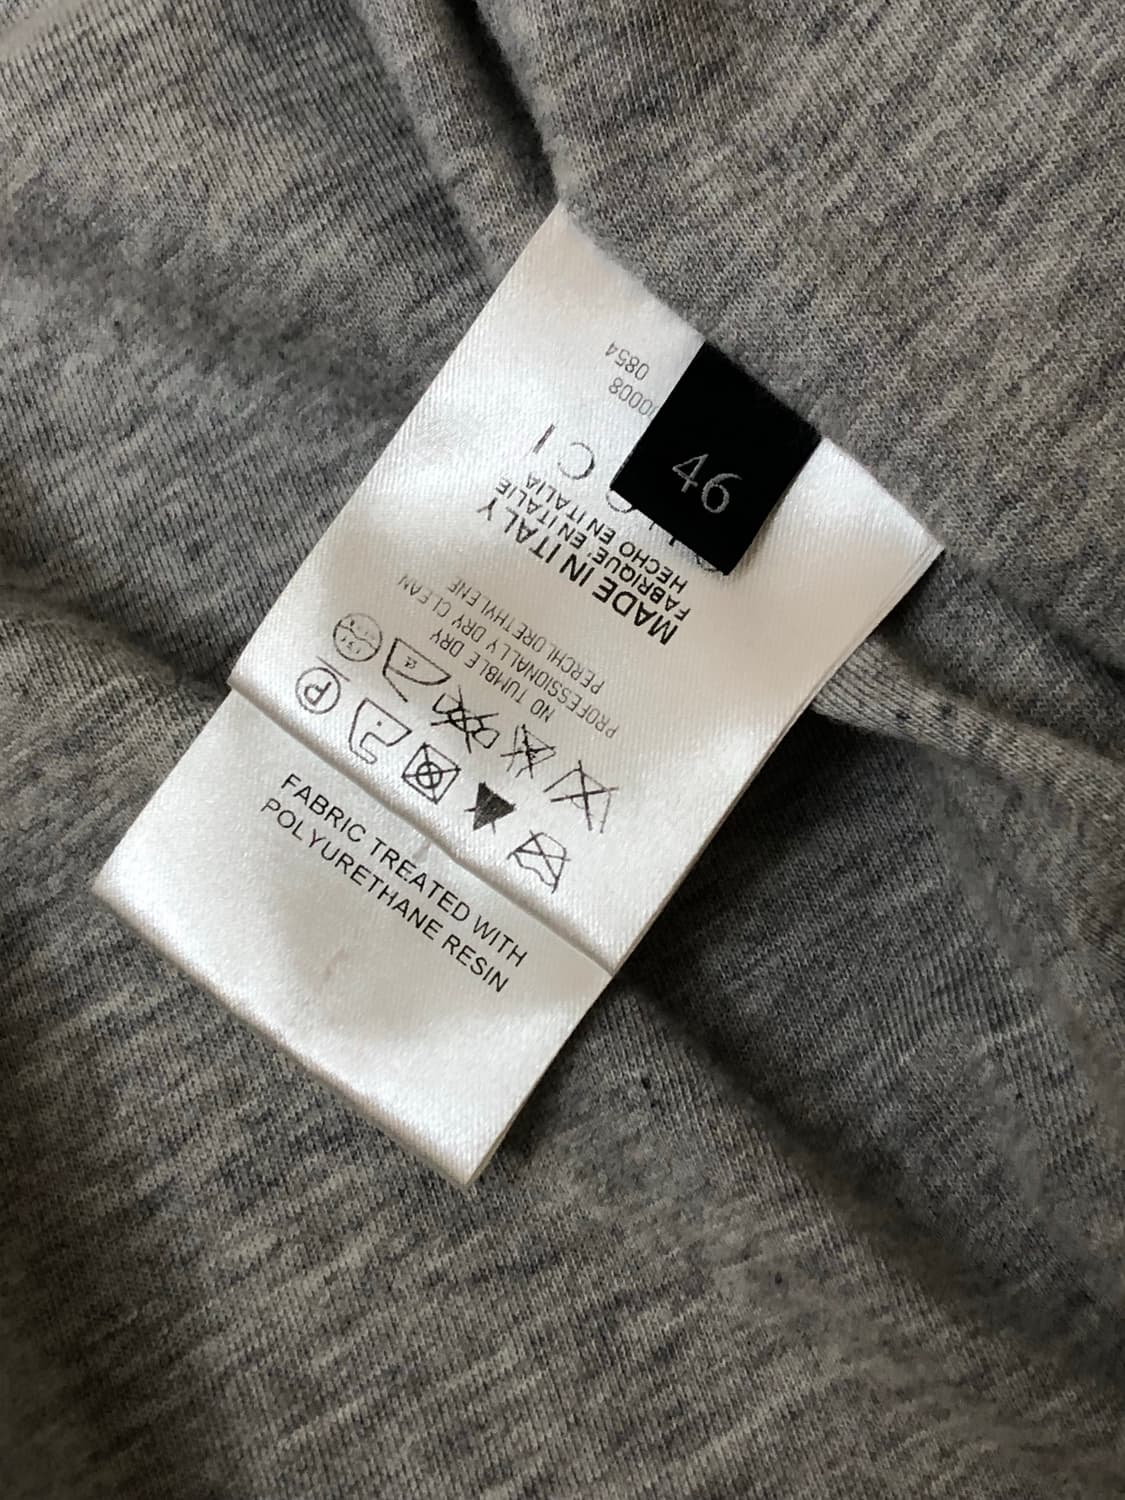 46
GUCCI
MADE IN ITALY
FABRIQUE' EN ITALIE
HECHO EN ITALIA
NO TUMBLE DRY
PROFESSIONALLY DRY CLEAN
PERCHLORETHYLENE
P
FABRIC TREATED WITH
POLYURETHANE RESIN
0854